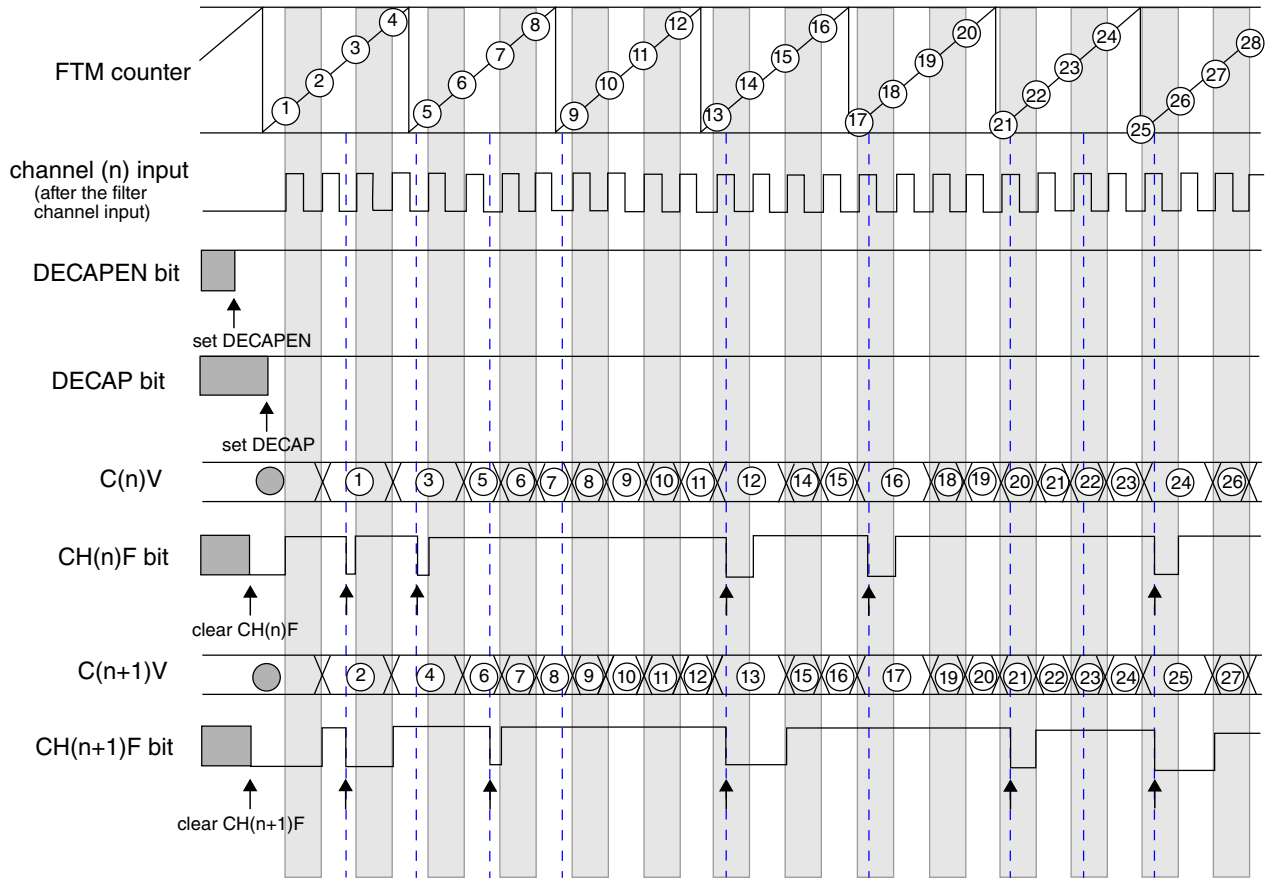 4 8 12 16 20 24 28
3 7 11 15 19 23 27
2 6 10 14 18 22 26
1 5 9 13 17 21 25
FTM counter
channel (n) input
(after the filter
channel input)
DECAPEN bit
set DECAPEN
DECAP bit
set DECAP
C(n)V 1 3 5 6 7 8 9 10 11 12 14 15 16 18 19 20 21 22 23 24 26
CH(n)F bit
clear CH(n)F
C(n+1)V 2 4 6 7 8 9 10 11 12 13 15 16 17 19 20 21 22 23 24 25 27
CH(n+1)F bit
clear CH(n+1)F